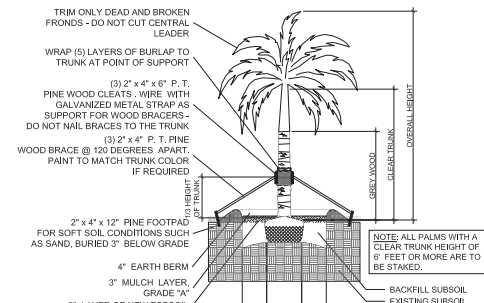 TRIM ONLY DEAD AND BROKEN
FRONDS - DO NOT CUT CENTRAL
LEADER
WRAP (5) LAYERS OF BURLAP TO
TRUNK AT POINT OF SUPPORT
(3) 2" x 4" x 6" P. T.
PINE WOOD CLEATS . WIRE WITH
GALVANIZED METAL STRAP AS
SUPPORT FOR WOOD BRACERS -
DO NOT NAIL BRACES TO THE TRUNK
(3) 2" x 4" P. T. PINE
WOOD BRACE @ 120 DEGREES APART.
PAINT TO MATCH TRUNK COLOR
IF REQUIRED
1/3 HEIGHT
OF TRUNK
2" x 4" x 12" PINE FOOTPAD
FOR SOFT SOIL CONDITIONS SUCH
AS SAND, BURIED 3" BELOW GRADE
4" EARTH BERM
3" MULCH LAYER,
GRADE "A"
GREY WOOD
CLEAR TRUNK
OVERALL HEIGHT
NOTE: ALL PALMS WITH A
CLEAR TRUNK HEIGHT OF
6' FEET OR MORE ARE TO
BE STAKED.
BACKFILL SUBSOIL
EXISTING SUBSOIL